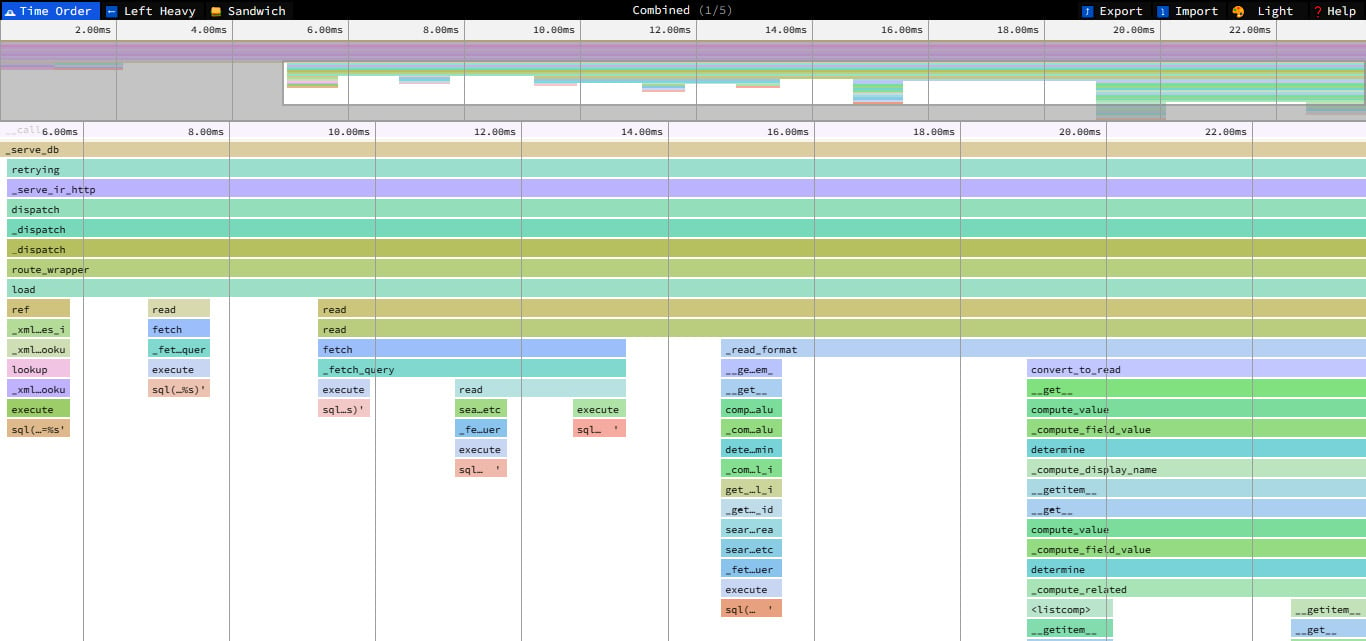 Time Order Left Heavy Sandwich Combined (1/5) Export Import Light Help
2.00ms 4.00ms 6.00ms 8.00ms 10.00ms 12.00ms 14.00ms 16.00ms 18.00ms 20.00ms 22.00ms
__call 6.00ms 8.00ms 10.00ms 12.00ms 14.00ms 16.00ms 18.00ms 20.00ms 22.00ms
_serve_db
retrying
_serve_ir_http
dispatch
_dispatch
_dispatch
route_wrapper
load
ref read read
_xml…es_i fetch read
_xml…ooku _fet…quer fetch _read_format
lookup execute _fetch_query __ge…em_ convert_to_read
_xml…ooku sql(…%s)' execute read __get__ __get__
execute sql…s)' sea…etc execute comp…alu compute_value
sql(…=%s' _fe…uer sql… ' _com…alu _compute_field_value
execute dete…min determine
sql… ' _com…l_i _compute_display_name
get_…l_i __getitem__
_get…_id __get__
sear…rea compute_value
sear…etc _compute_field_value
_fet…uer determine
execute _compute_related
sql(… ' <listcomp> __getitem__
__getitem__ __get__